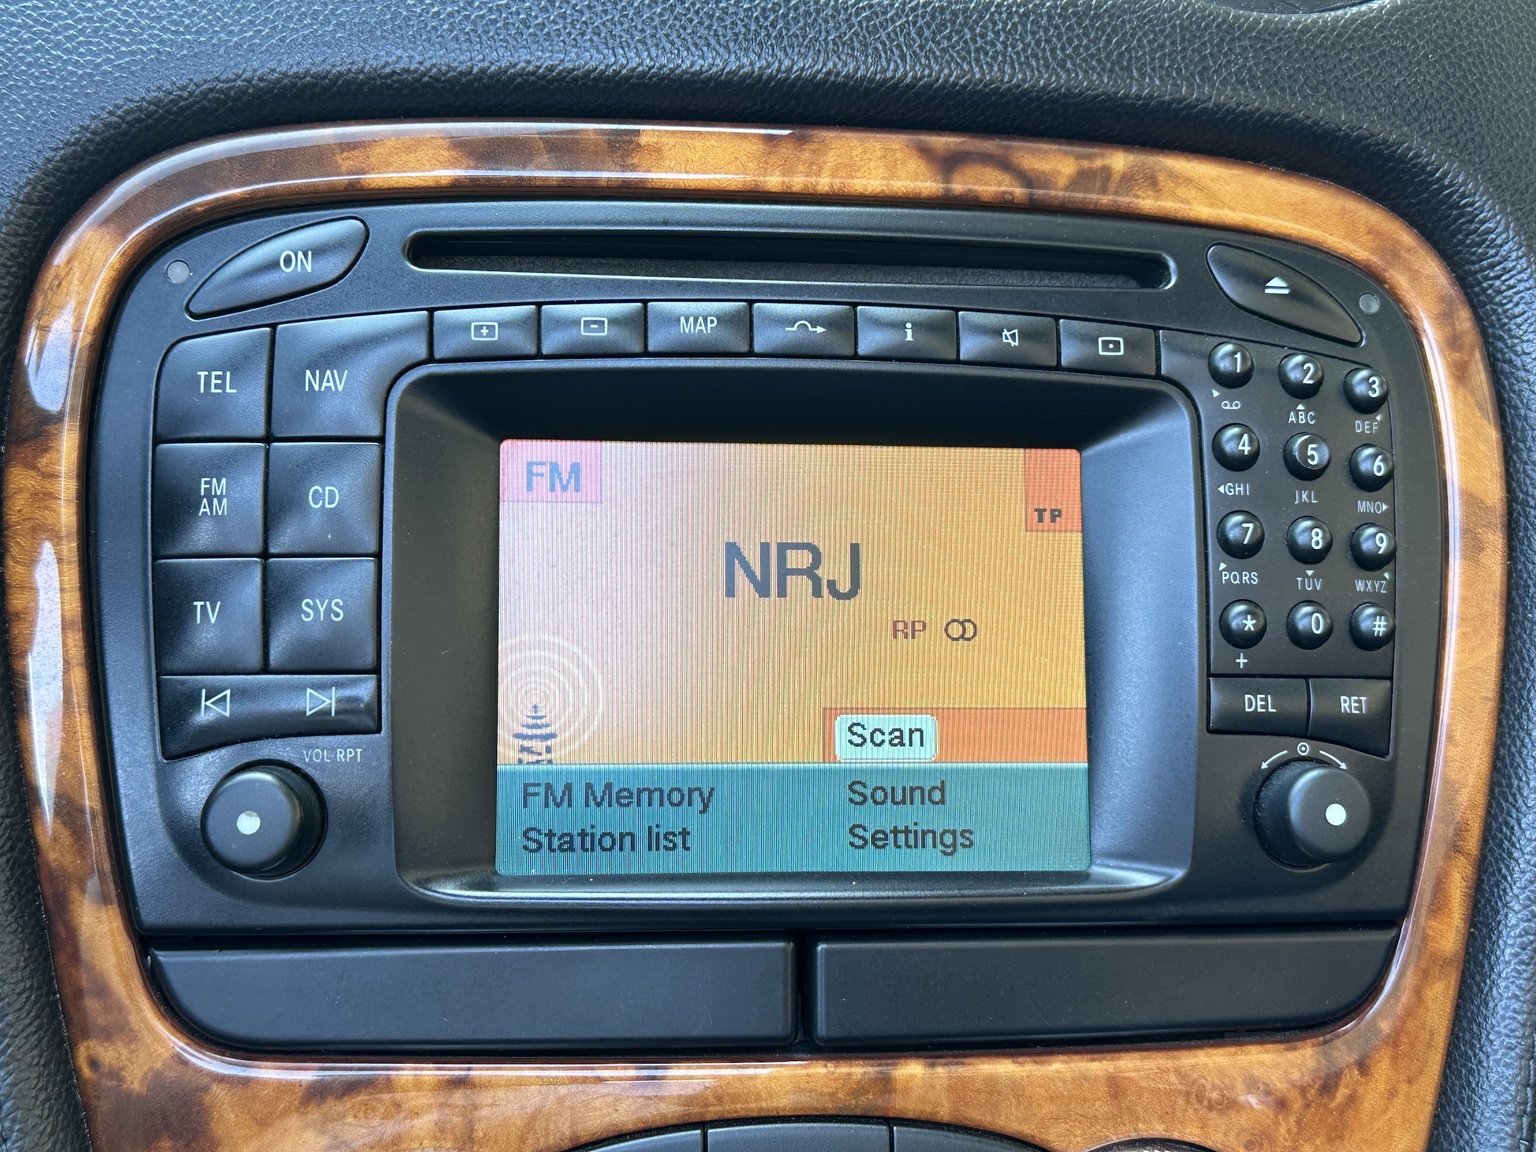 ON
MAP
i
TEL
NAV
FM
AM
CD
TV
SYS
VOL·RPT
FM
TP
NRJ
RP
Scan
FM Memory
Sound
Station list
Settings
1
2
3
ABC
DEF
4
5
6
GHI
JKL
MNO
7
8
9
PQRS
TUV
WXYZ
*
0
#
+
DEL
RET